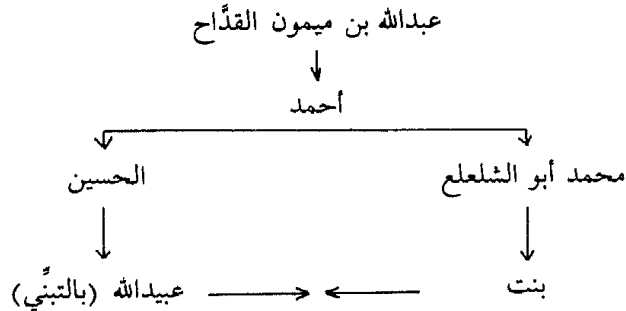 عبدالله بن ميمون القدَّاح
أحمد
محمد أبو الشلعلع الحسين
بنت عبيدالله (بالتبنِّي)